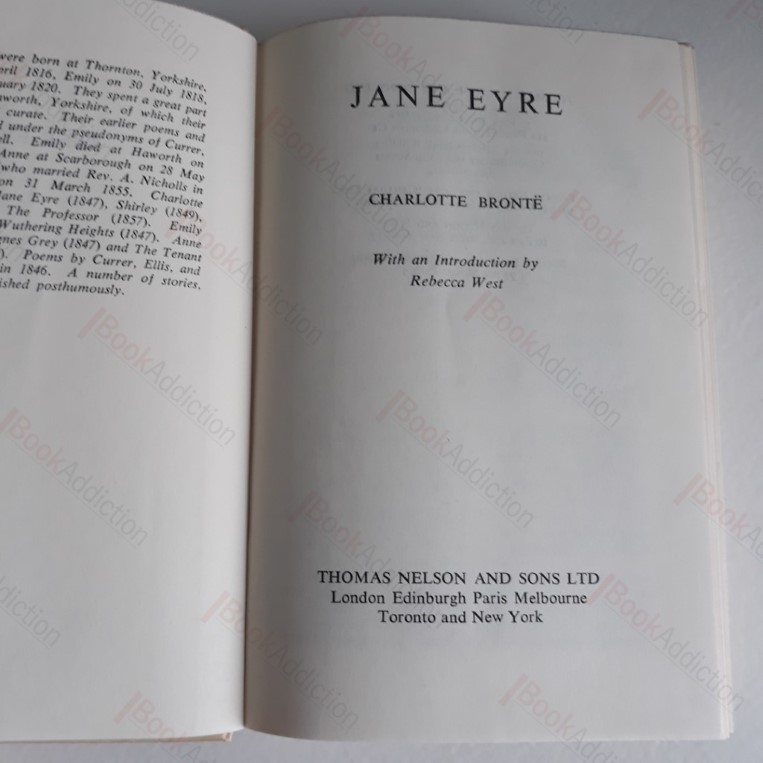 were born at Thornton, Yorkshire,
pril 1816, Emily on 30 July 1818,
uary 1820. They spent a great part
worth, Yorkshire, of which their
curate. Their earlier poems and
d under the pseudonyms of Currer,
ell. Emily died at Haworth on
Anne at Scarborough on 28 May
who married Rev. A. Nicholls in
on 31 March 1855. Charlotte
Jane Eyre (1847), Shirley (1849),
The Professor (1857). Emily
Wuthering Heights (1847). Anne
gnes Grey (1847) and The Tenant
). Poems by Currer, Ellis, and
in 1846. A number of stories,
ished posthumously.
JANE EYRE
CHARLOTTE BRONTË
With an Introduction by
Rebecca West
THOMAS NELSON AND SONS LTD
London Edinburgh Paris Melbourne
Toronto and New York
BookAddiction